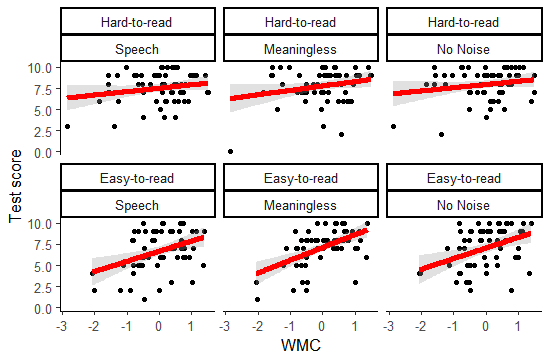 Hard-to-read Hard-to-read Hard-to-read
Speech Meaningless No Noise
10.0
7.5
5.0
2.5
0.0
Test score
Easy-to-read Easy-to-read Easy-to-read
Speech Meaningless No Noise
10.0
7.5
5.0
2.5
0.0
-3 -2 -1 0 1 -3 -2 -1 0 1 -3 -2 -1 0 1
WMC